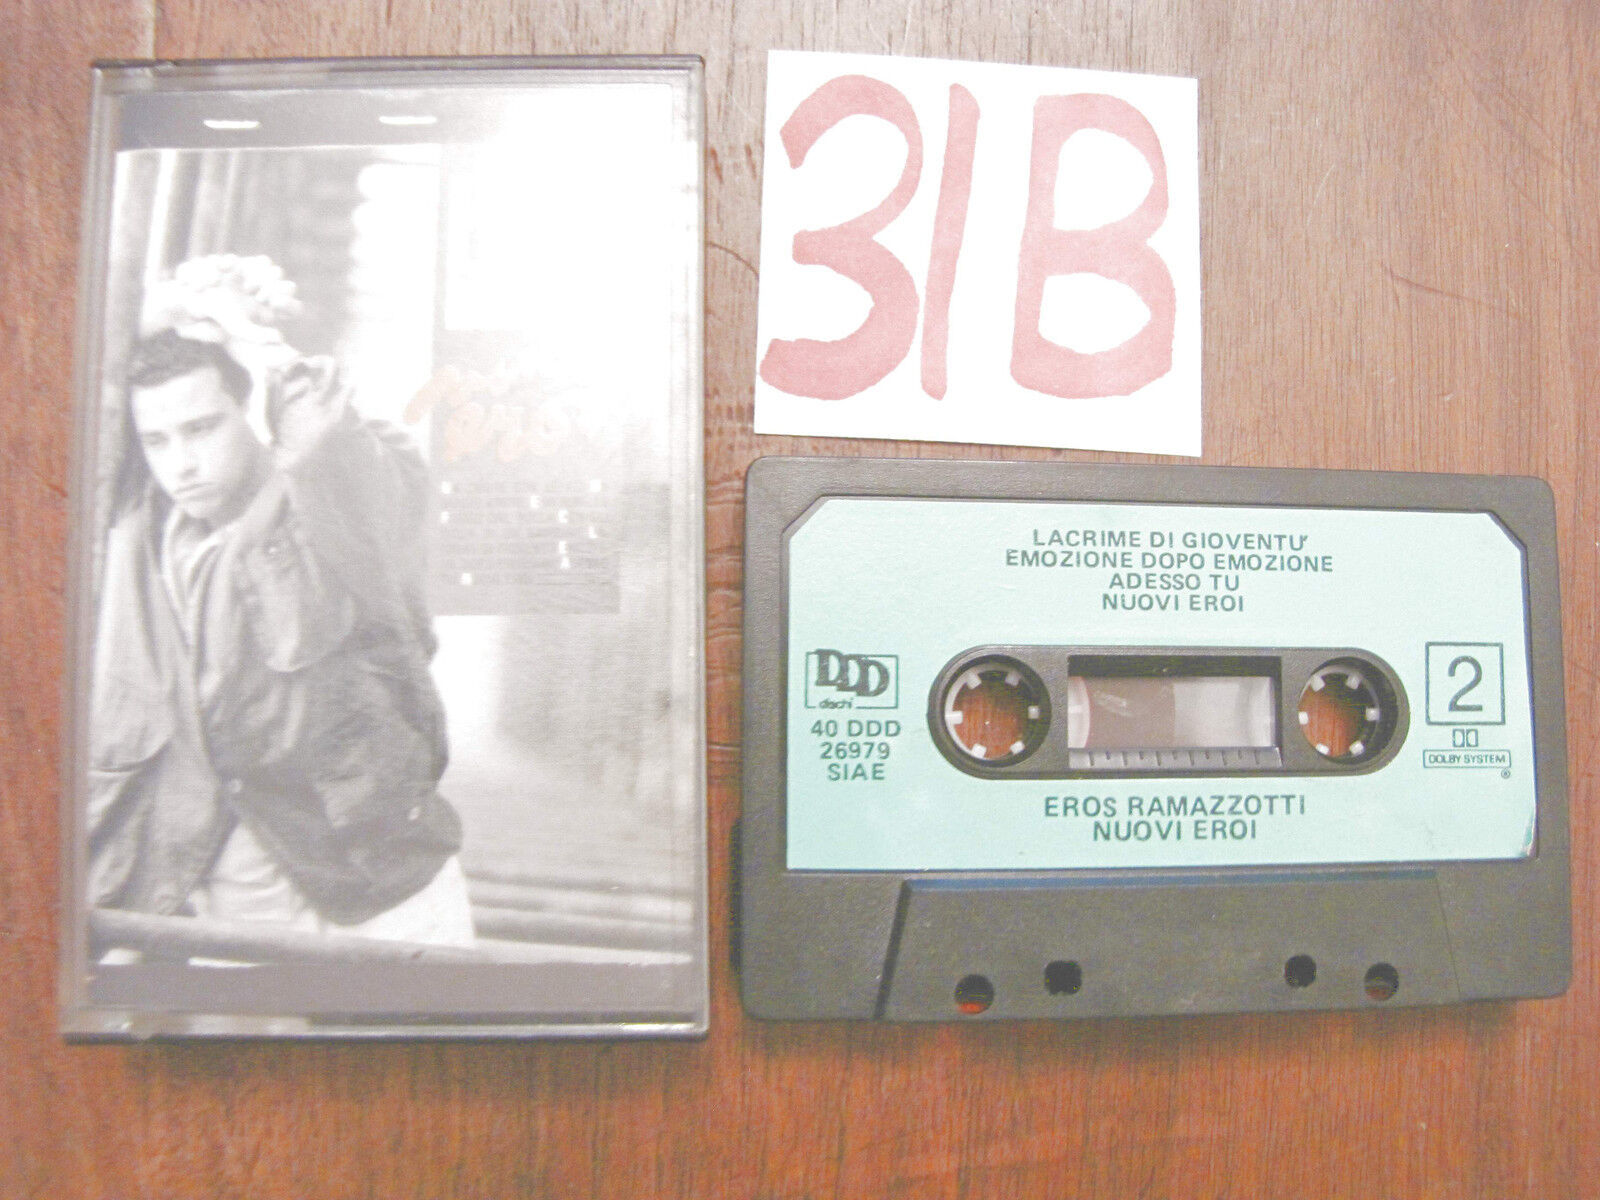 31B
LACRIME DI GIOVENTU'
EMOZIONE DOPO EMOZIONE
ADESSO TU
NUOVI EROI
DDD
dischi
40 DDD
26979
SIAE
2
DOLBY SYSTEM
®
EROS RAMAZZOTTI
NUOVI EROI